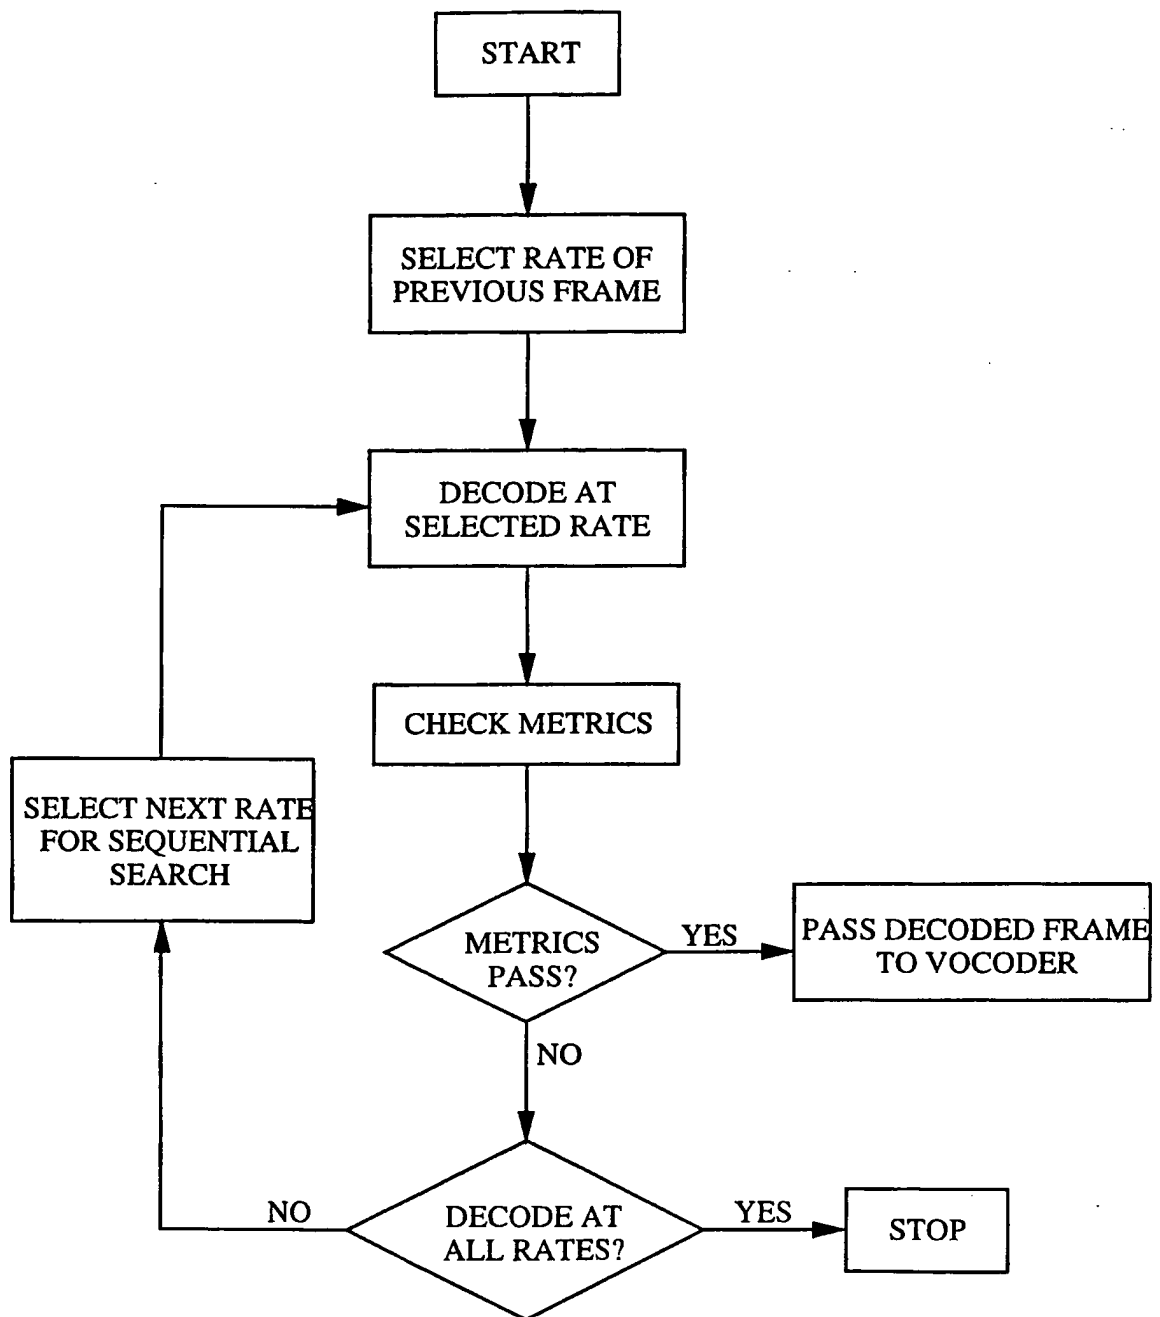 START
SELECT RATE OF
PREVIOUS FRAME
DECODE AT
SELECTED RATE
CHECK METRICS
SELECT NEXT RATE
FOR SEQUENTIAL
SEARCH
METRICS
PASS?
YES
PASS DECODED FRAME
TO VOCODER
NO
DECODE AT
ALL RATES?
NO
YES
STOP